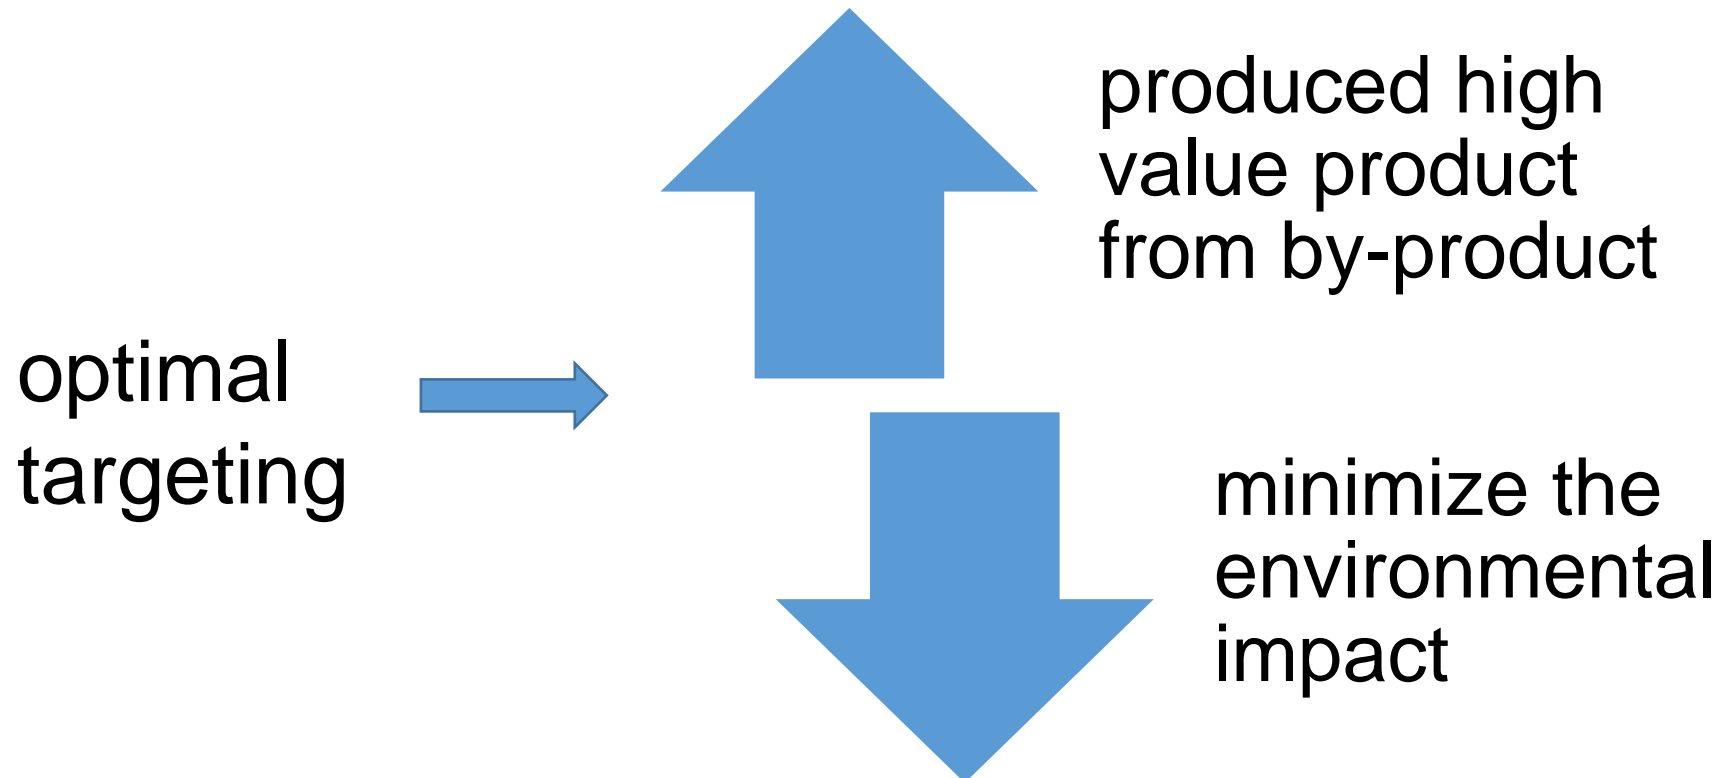 optimal
targeting
produced high
value product
from by-product
minimize the
environmental
impact